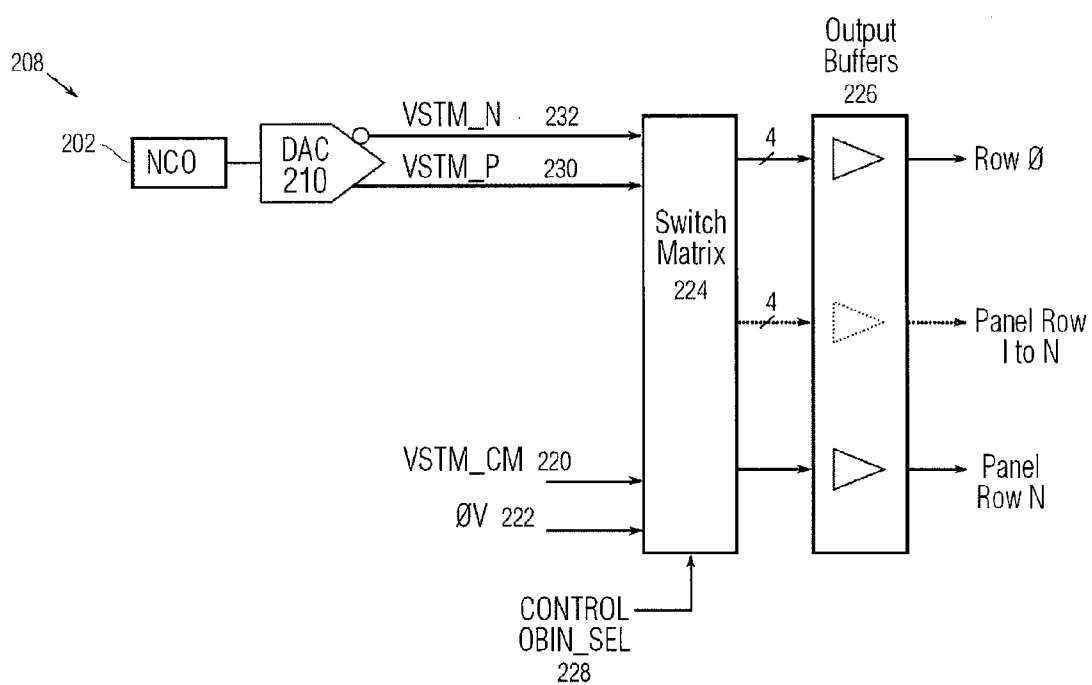 208
202
NCO
DAC
210
VSTM_N 232
VSTM_P 230
Switch
Matrix
224
Output
Buffers
226
4
Row Ø
4
Panel Row
I to N
Panel
Row N
VSTM_CM 220
ØV 222
CONTROL
OBIN_SEL
228